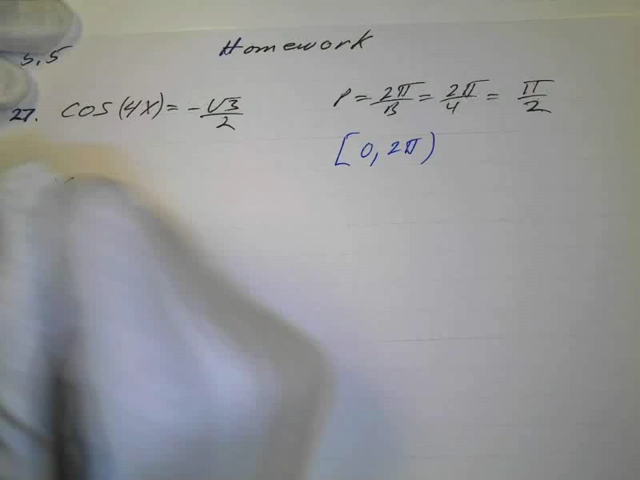 5.5
Homework
27. COS(4X) = -√3/2
P = 2π/B = 2π/4 = π/2
[0, 2π)